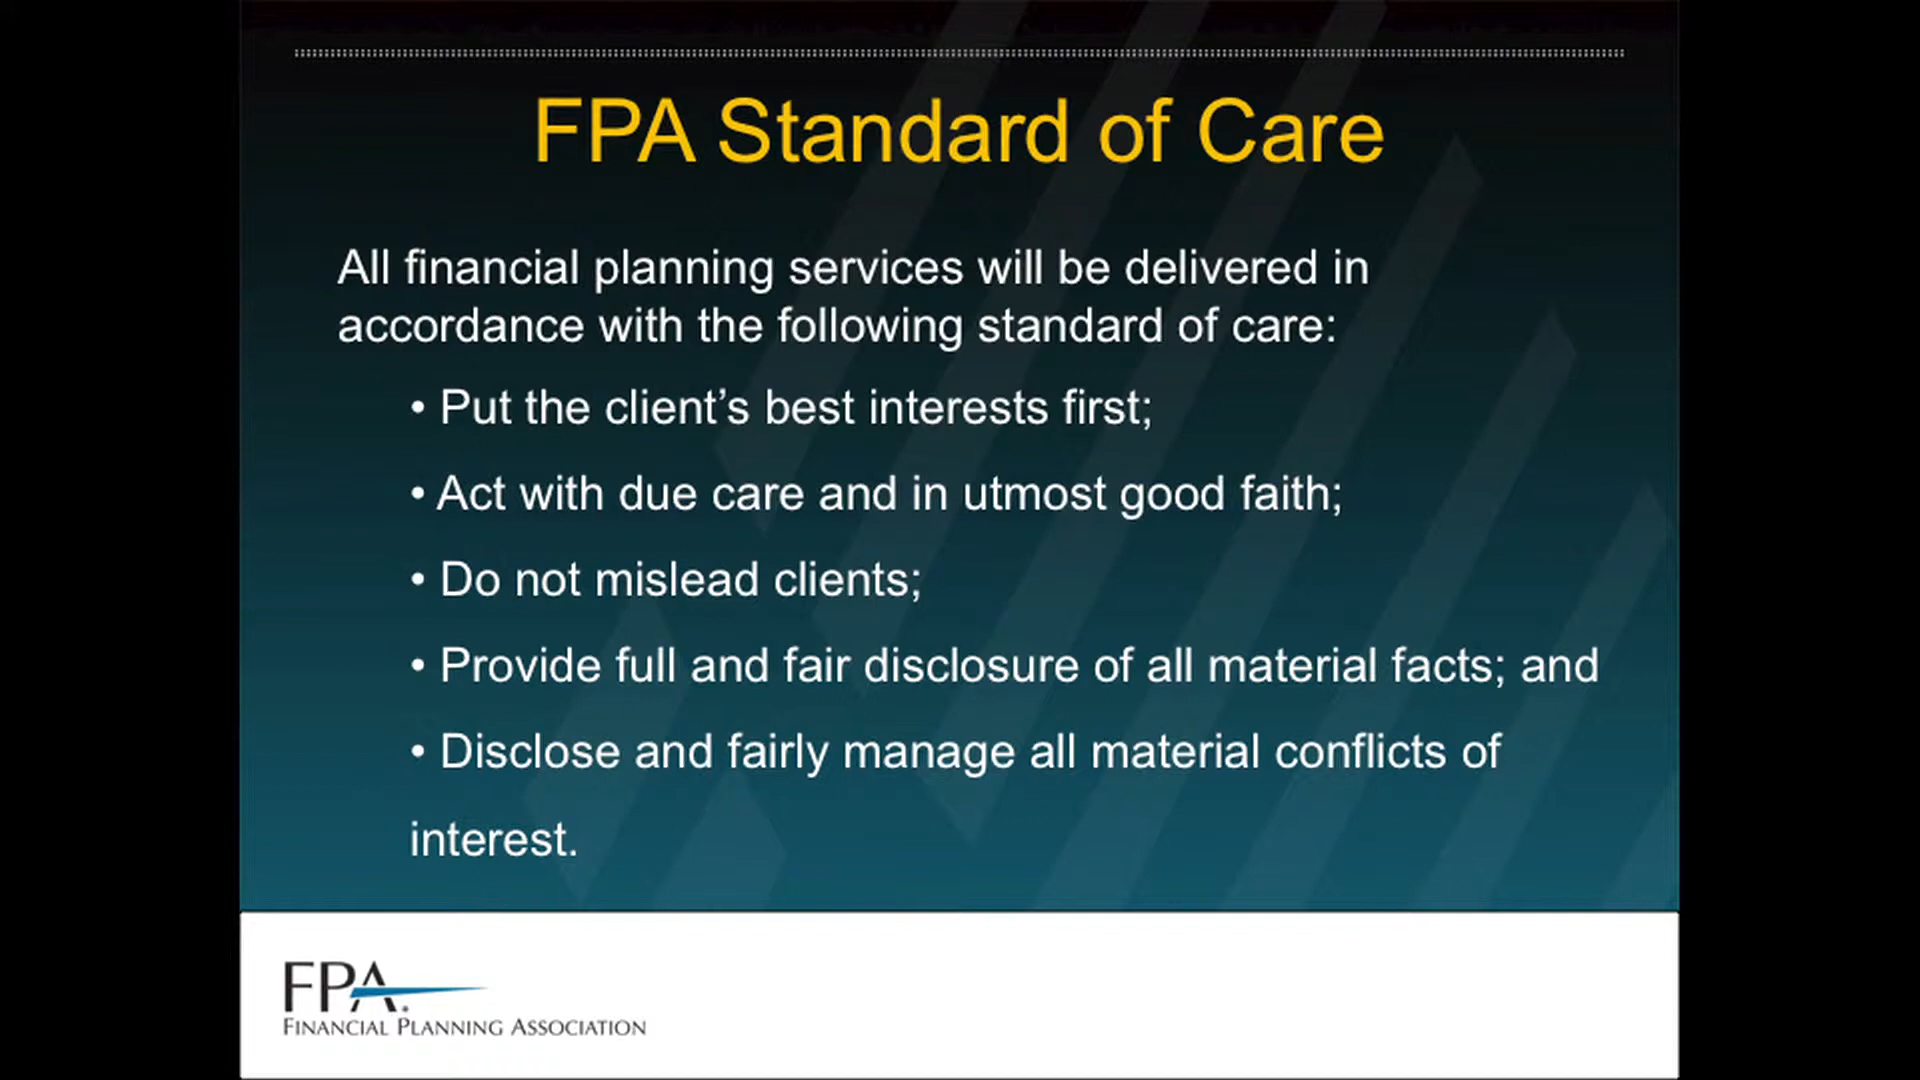 FPA Standard of Care
All financial planning services will be delivered in
accordance with the following standard of care:
• Put the client’s best interests first;
• Act with due care and in utmost good faith;
• Do not mislead clients;
• Provide full and fair disclosure of all material facts; and
• Disclose and fairly manage all material conflicts of
interest.
FPA.
FINANCIAL PLANNING ASSOCIATION